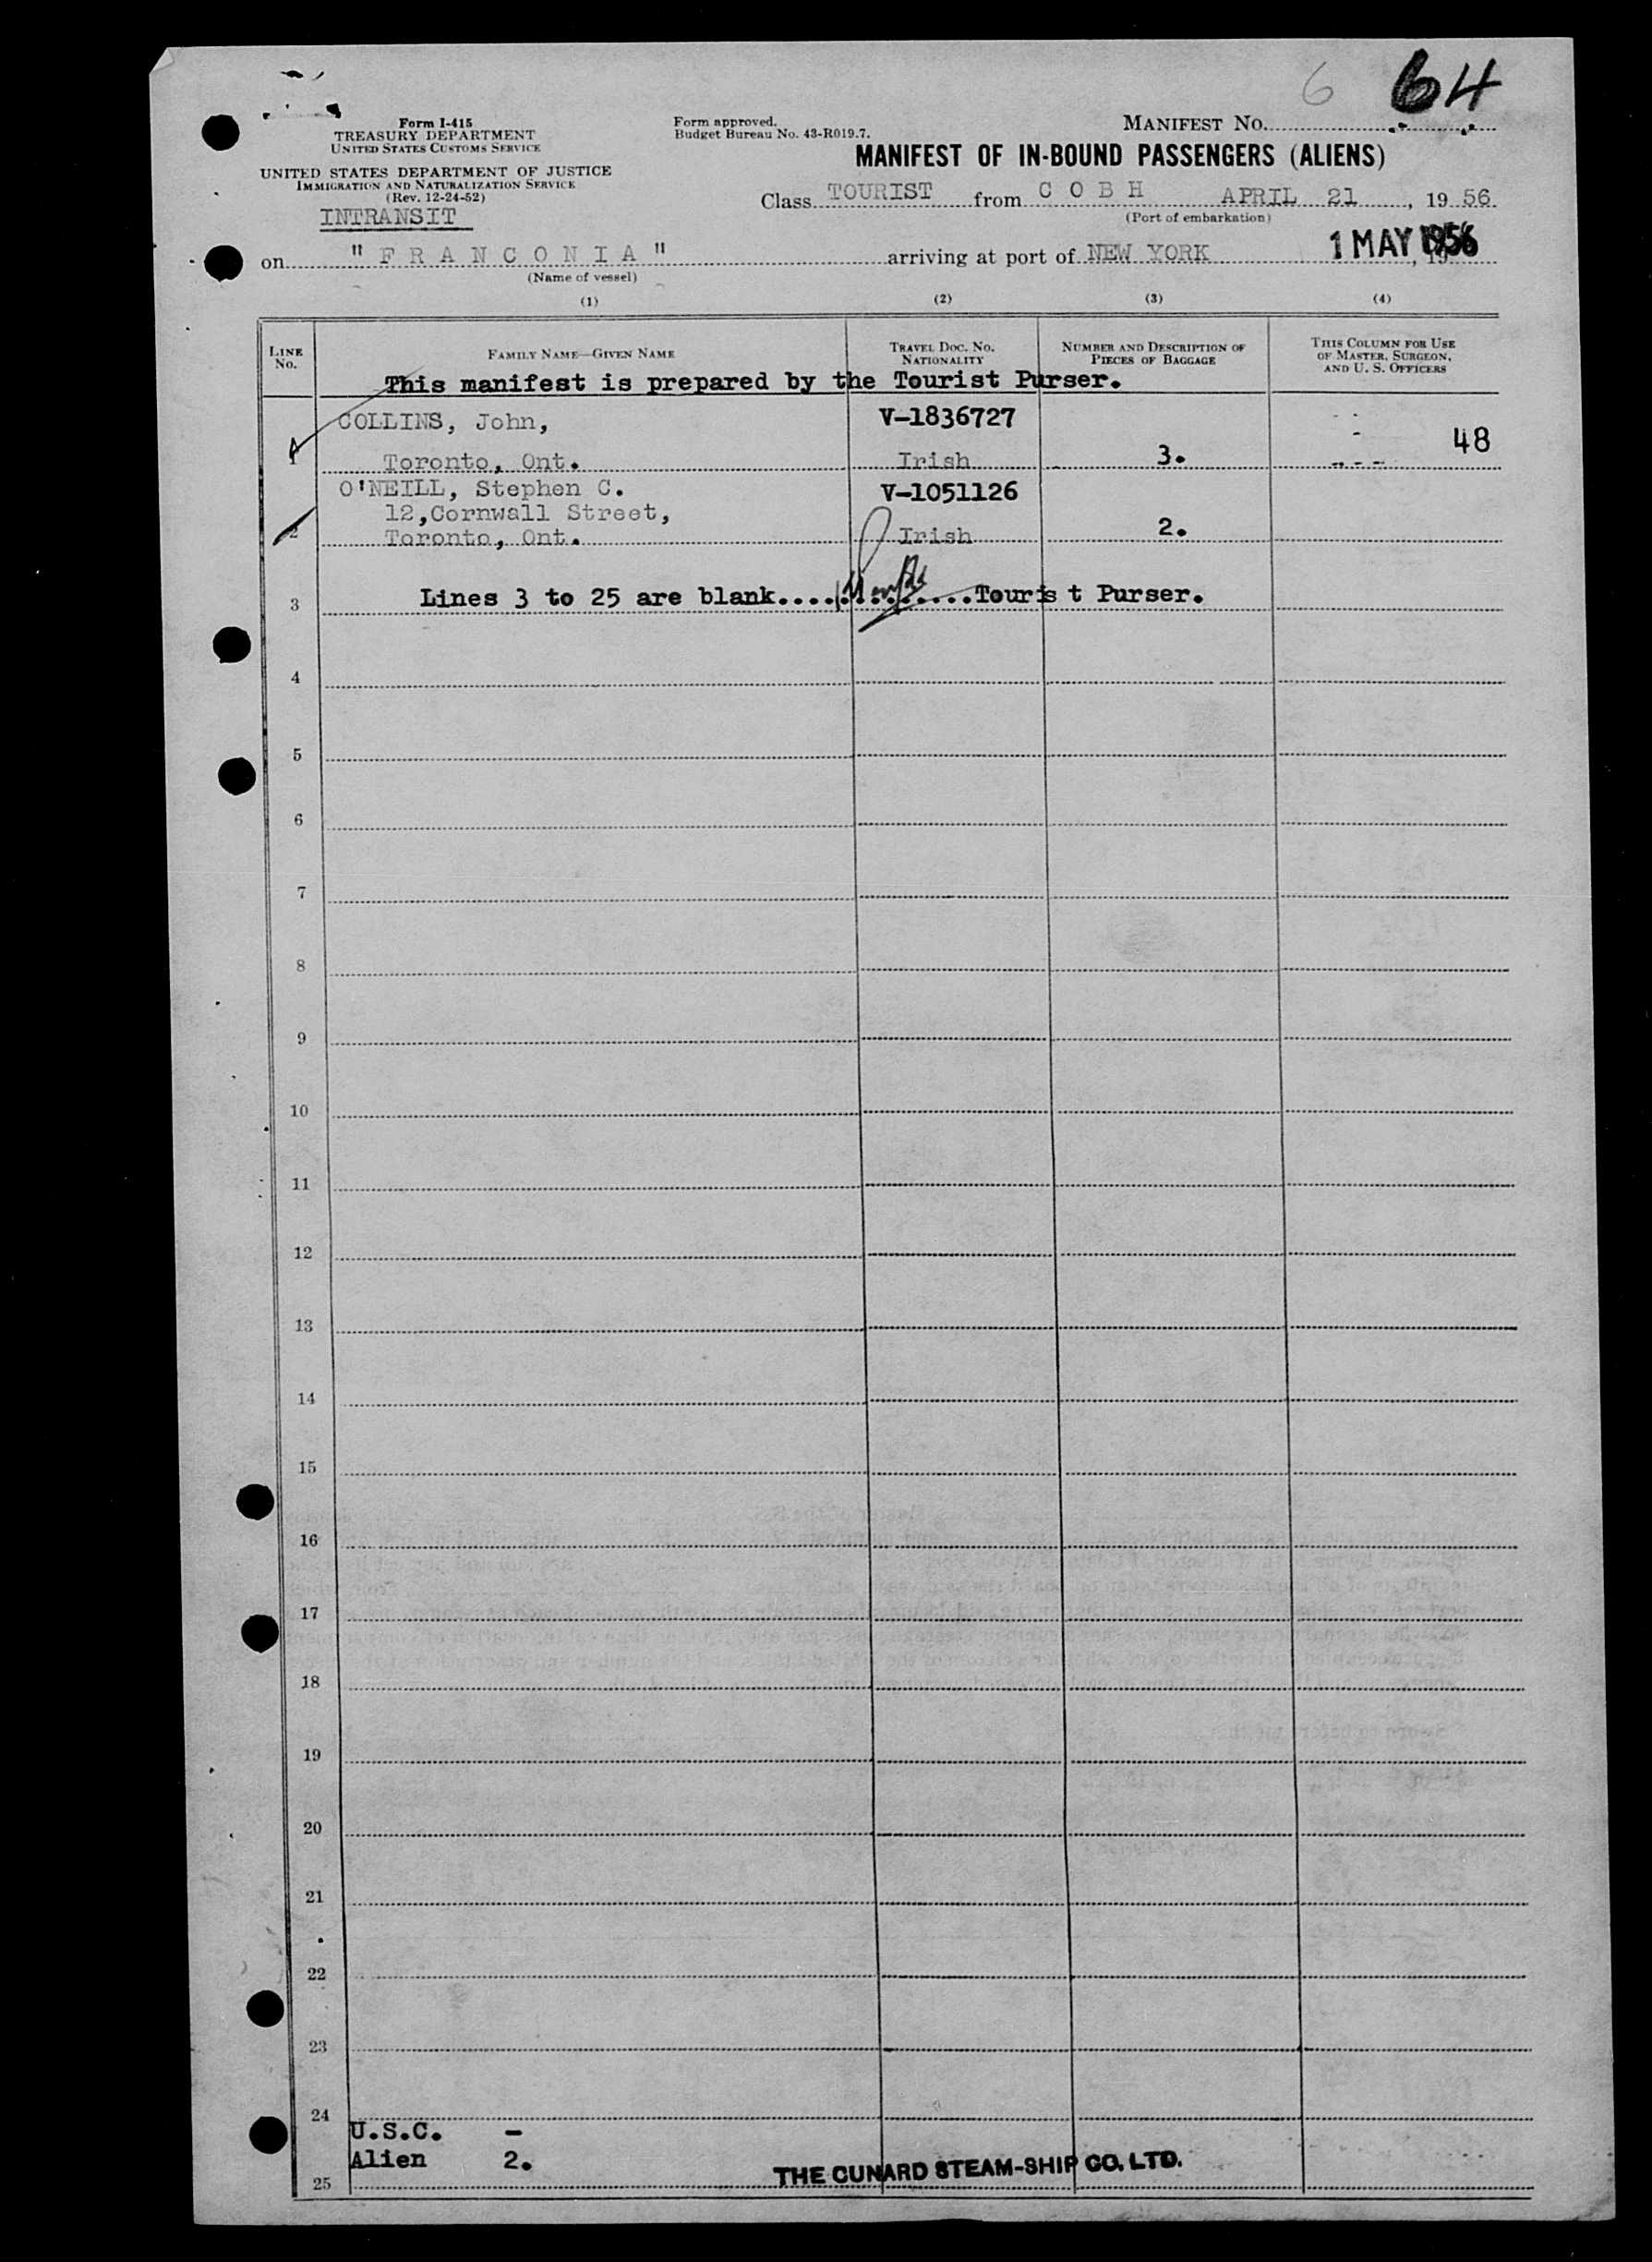 6 64
Form I-415
TREASURY DEPARTMENT
UNITED STATES CUSTOMS SERVICE
UNITED STATES DEPARTMENT OF JUSTICE
IMMIGRATION AND NATURALIZATION SERVICE
(Rev. 12-24-52)
INTRANSIT
Form approved.
Budget Bureau No. 43-R019.7.
MANIFEST NO.
MANIFEST OF IN-BOUND PASSENGERS (ALIENS)
Class TOURIST from C O B H APRIL 21, 19 56
(Port of embarkation)
on " F R A N C O N I A " arriving at port of NEW YORK 1 MAY 1956, 19
(Name of vessel)
(1) (2) (3) (4)
LINE NO. FAMILY NAME—GIVEN NAME TRAVEL DOC. NO. NATIONALITY NUMBER AND DESCRIPTION OF PIECES OF BAGGAGE THIS COLUMN FOR USE OF MASTER, SURGEON, AND U. S. OFFICERS
This manifest is prepared by the Tourist Purser.
COLLINS, John, V-1836727
1 Toronto, Ont. Irish 3. 48
O'NEILL, Stephen C. V-1051126
12,Cornwall Street,
2 Toronto, Ont. Irish 2.
3 Lines 3 to 25 are blank.............Touris t Purser.
4
5
6
7
8
9
10
11
12
13
14
15
16
17
18
19
20
21
22
23
24
U.S.C. -
Alien 2.
25 THE CUNARD STEAM-SHIP CO. LTD.